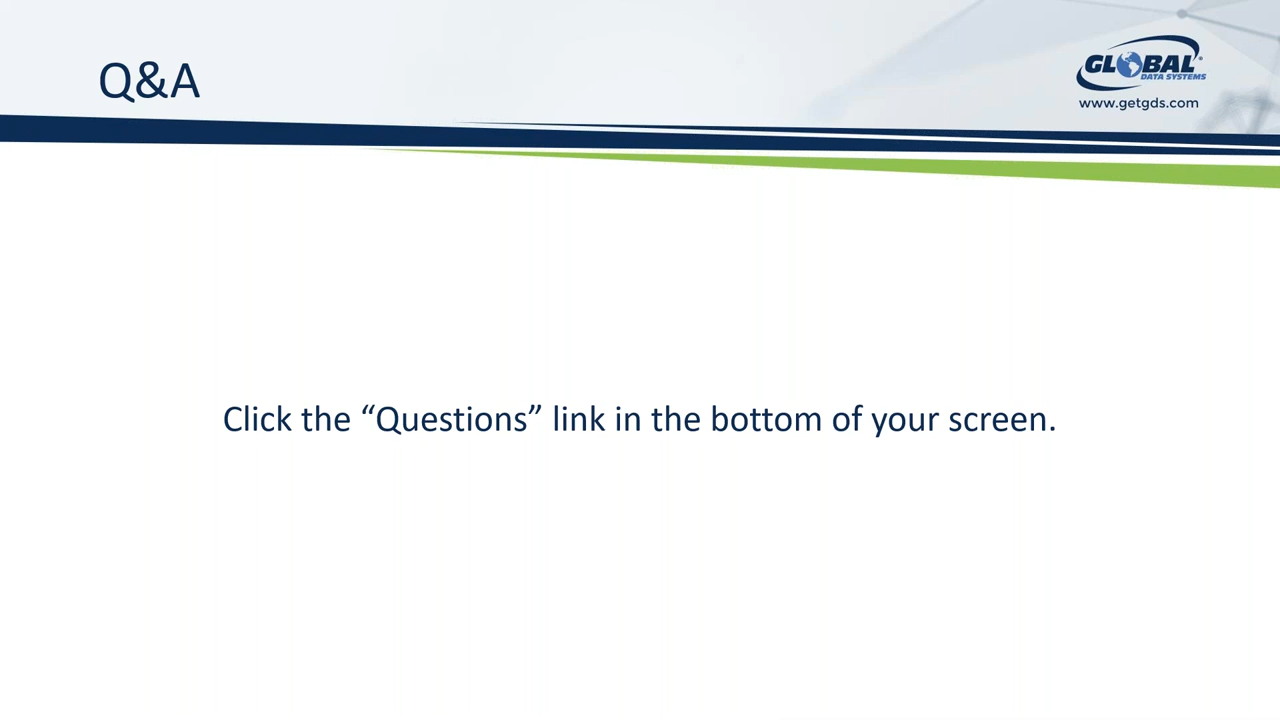 Q&A
GLOBAL®
DATA SYSTEMS
www.getgds.com
Click the “Questions” link in the bottom of your screen.